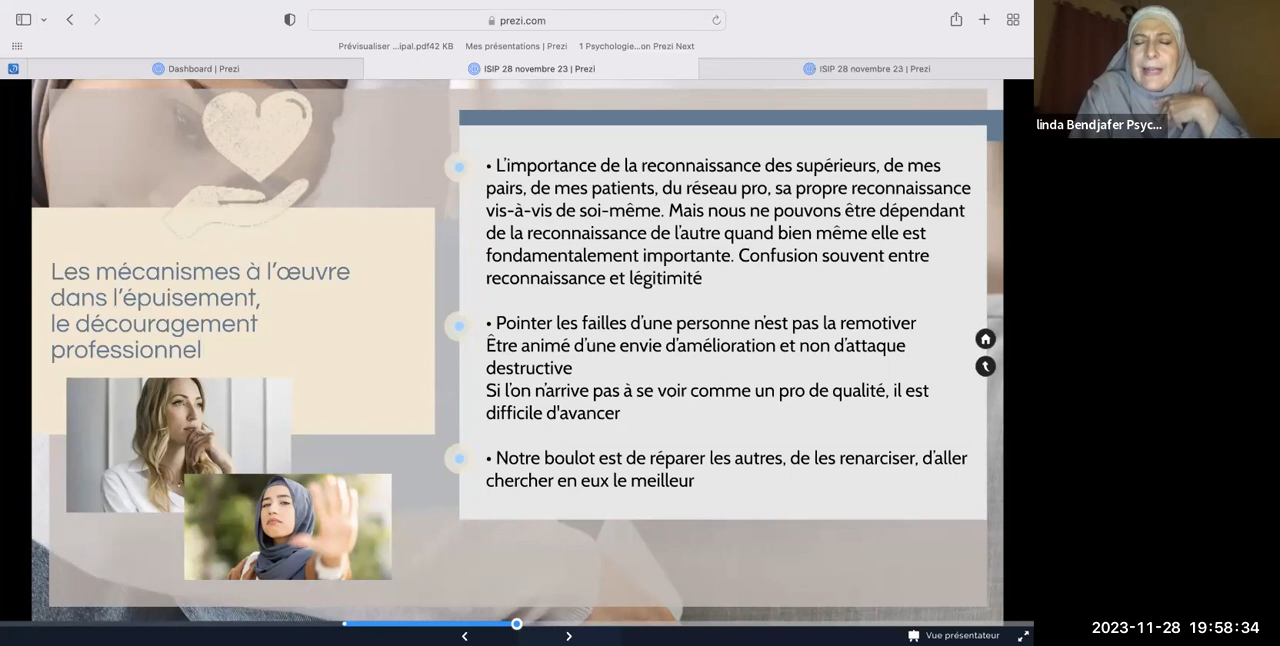 prezi.com
Prévisualiser ...ipal.pdf42 KB
Mes présentations | Prezi
1 Psychologie...on Prezi Next
Dashboard | Prezi
ISIP 28 novembre 23 | Prezi
ISIP 28 novembre 23 | Prezi
linda Bendjafer Psyc...
Les mécanismes à l'œuvre
dans l'épuisement,
le découragement
professionnel
• L'importance de la reconnaissance des supérieurs, de mes
pairs, de mes patients, du réseau pro, sa propre reconnaissance
vis-à-vis de soi-même. Mais nous ne pouvons être dépendant
de la reconnaissance de l'autre quand bien même elle est
fondamentalement importante. Confusion souvent entre
reconnaissance et légitimité
• Pointer les failles d'une personne n'est pas la remotiver
Être animé d'une envie d'amélioration et non d'attaque
destructive
Si l'on n'arrive pas à se voir comme un pro de qualité, il est
difficile d'avancer
• Notre boulot est de réparer les autres, de les renarciser, d'aller
chercher en eux le meilleur
Vue présentateur
2023-11-28 19:58:34